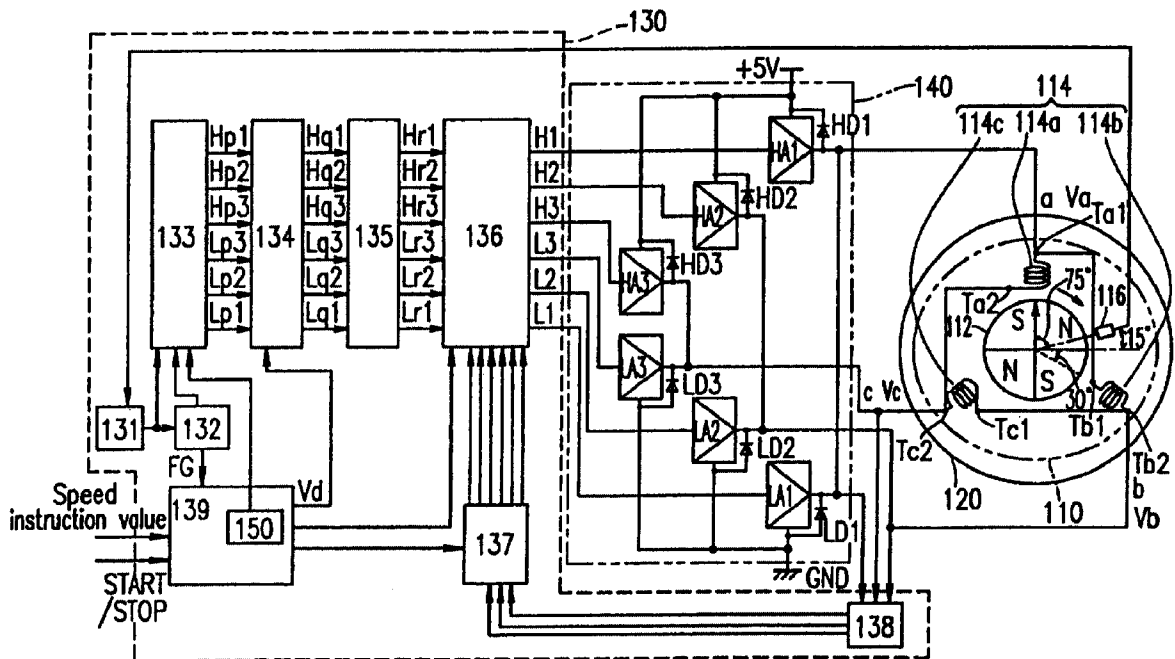 130
+5V
140
114
114c 114a 114b
133
Hp1
Hp2
Hp3
Lp3
Lp2
Lp1
134
Hq1
Hq2
Hq3
Lq3
Lq2
Lq1
135
Hr1
Hr2
Hr3
Lr3
Lr2
Lr1
136
H1
H2
H3
L3
L2
L1
HA1
HD1
HA2
HD2
HA3
HD3
LA3
LD3
LA2
LD2
LA1
LD1
GND
a Va
Ta1
Ta2
75°
116
112
S
N
N
S
15°
30°
c Vc
Tc2
Tc1
Tb1
Tb2
b
Vb
120
110
131
132
FG
Vd
Speed
instruction value
139
150
START
/STOP
137
138